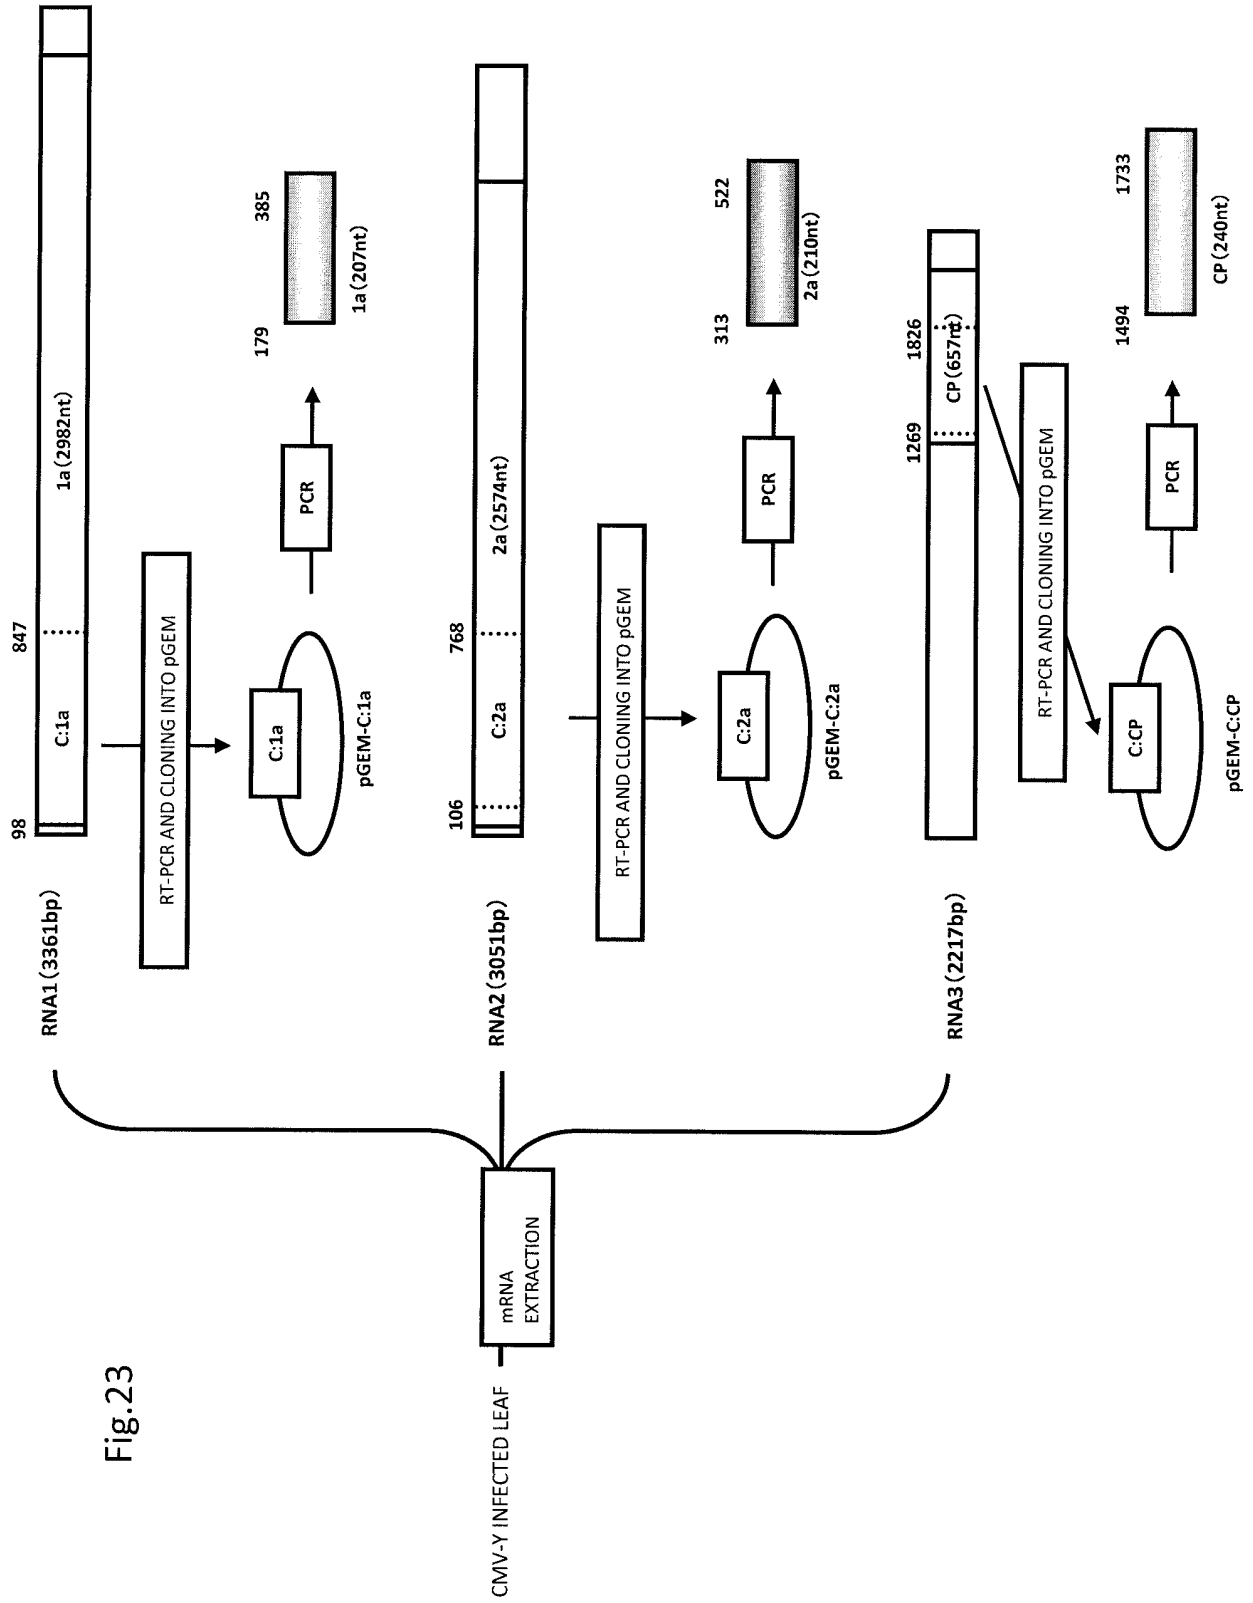 Fig.23
CMV-Y INFECTED LEAF
mRNA
EXTRACTION
RNA1(3361bp)
98
847
C:1a
1a(2982nt)
RT-PCR AND CLONING INTO pGEM
C:1a
pGEM-C:1a
PCR
179
385
1a(207nt)
RNA2(3051bp)
106
768
C:2a
2a(2574nt)
RT-PCR AND CLONING INTO pGEM
C:2a
pGEM-C:2a
PCR
313
522
2a(210nt)
RNA3(2217bp)
1269
1826
CP(657nt)
RT-PCR AND CLONING INTO pGEM
C:CP
pGEM-C:CP
PCR
1494
1733
CP(240nt)